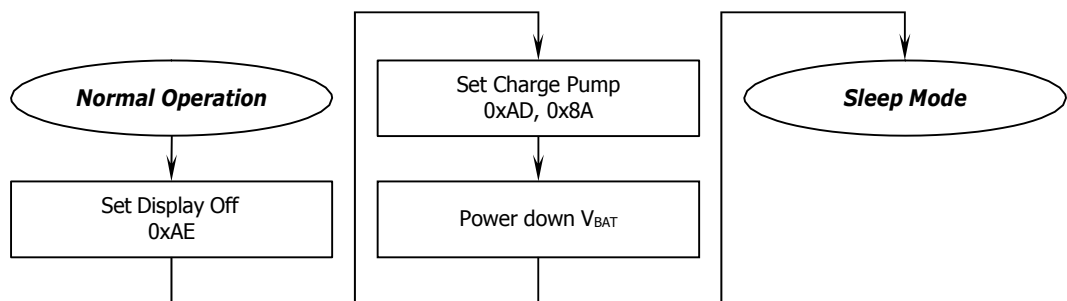 Normal Operation
Set Display Off
0xAE
Set Charge Pump
0xAD, 0x8A
Power down VBAT
Sleep Mode